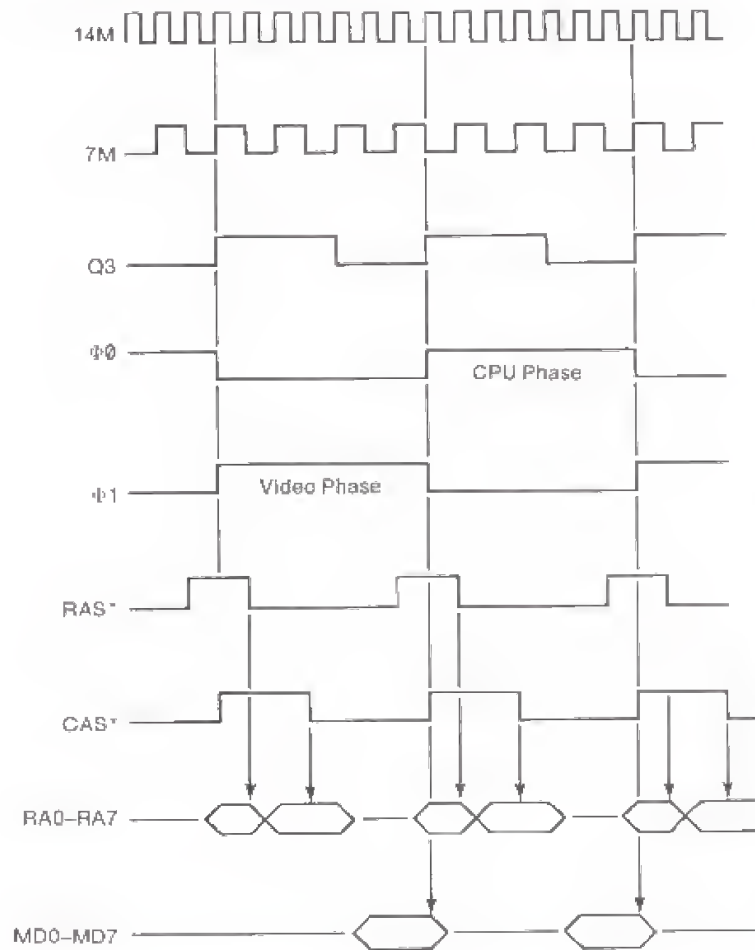 14M
7M
Q3
Φ0
CPU Phase
Φ1
Video Phase
RAS*
CAS*
RA0–RA7
MD0–MD7